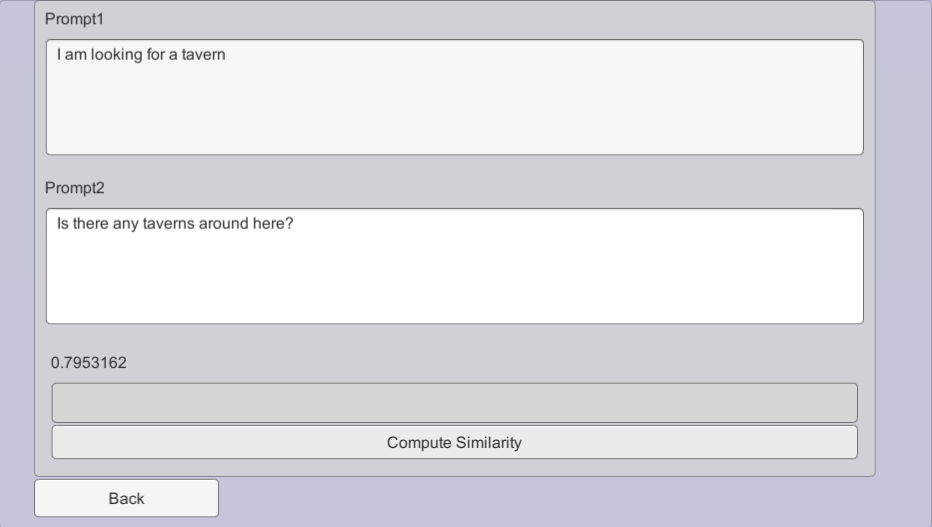 Prompt1
I am looking for a tavern
Prompt2
Is there any taverns around here?
0.7953162
Compute Similarity
Back